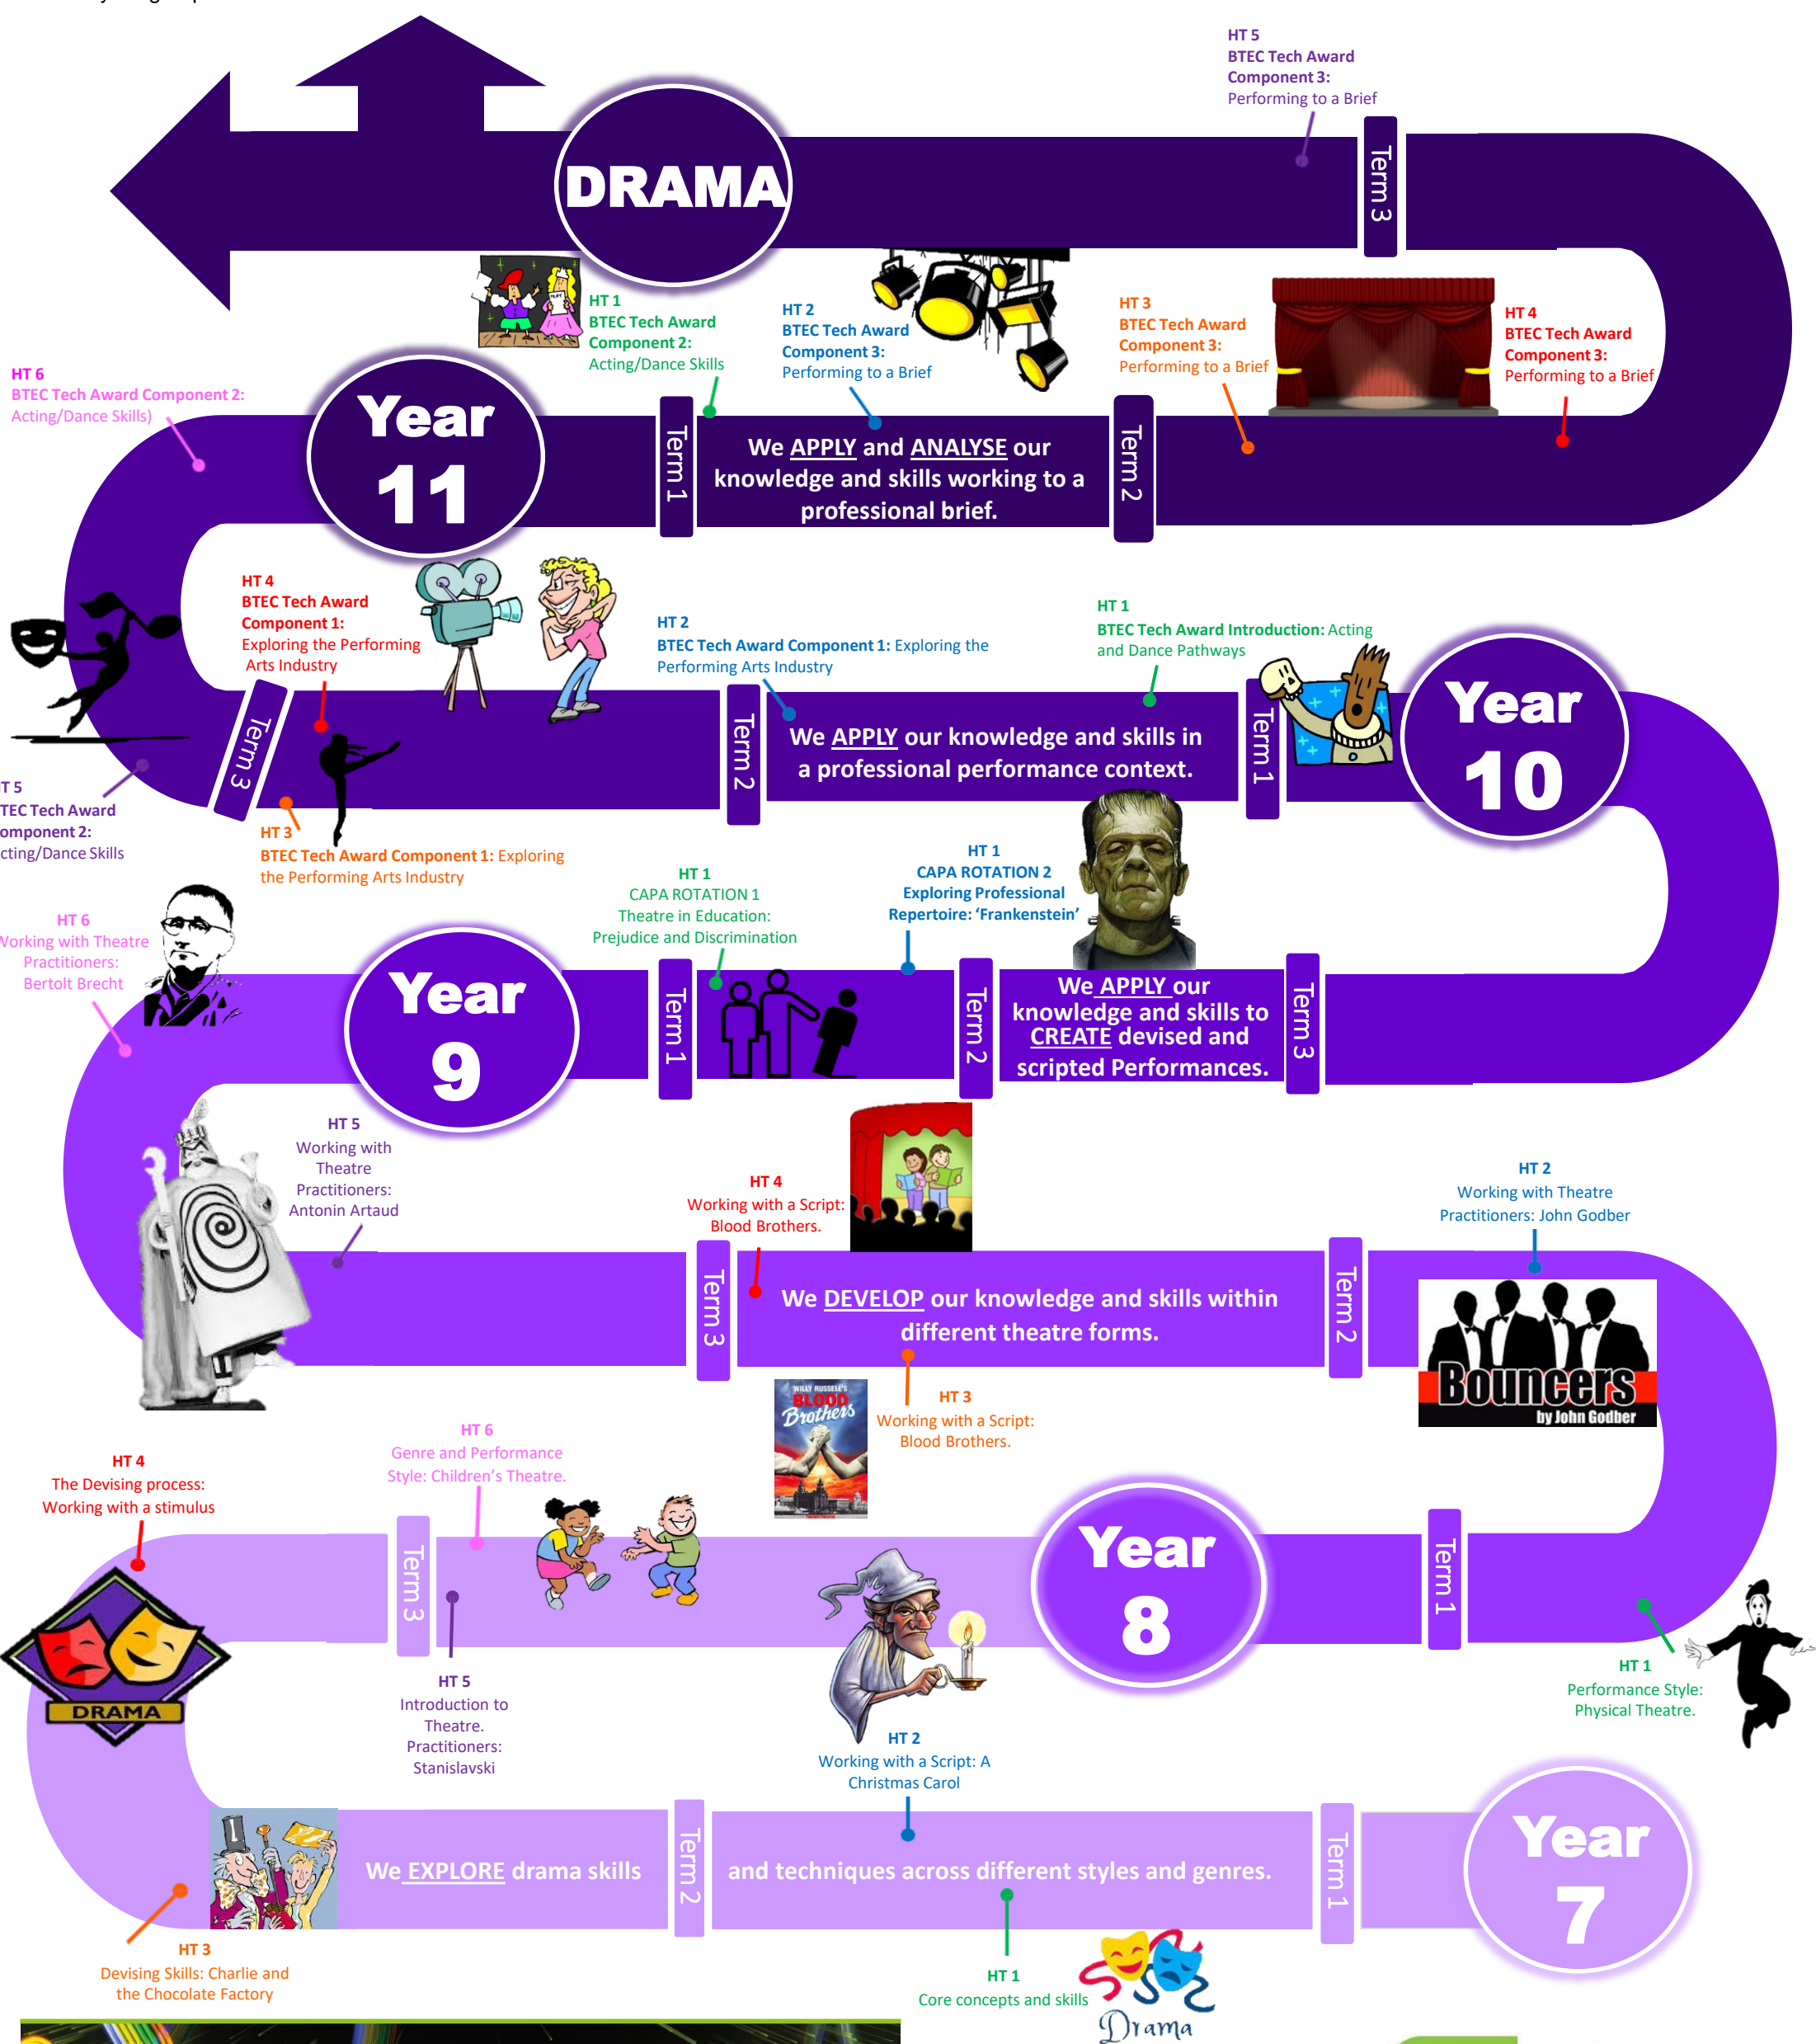 HT 5
BTEC Tech Award
Component 3:
Performing to a Brief
DRAMA
Term 3
HT 1
BTEC Tech Award
Component 2:
Acting/Dance Skills
HT 2
BTEC Tech Award
Component 3:
Performing to a Brief
HT 3
BTEC Tech Award
Component 3:
Performing to a Brief
HT 4
BTEC Tech Award
Component 3:
Performing to a Brief
HT 6
BTEC Tech Award Component 2:
Acting/Dance Skills)
Year
11
Term 1
We APPLY and ANALYSE our
knowledge and skills working to a
professional brief.
Term 2
HT 4
BTEC Tech Award
Component 1:
Exploring the Performing
Arts Industry
HT 2
BTEC Tech Award Component 1: Exploring the
Performing Arts Industry
HT 1
BTEC Tech Award Introduction: Acting
and Dance Pathways
Year
10
Term 3
Term 2
We APPLY our knowledge and skills in
a professional performance context.
Term 1
T 5
TEC Tech Award
omponent 2:
cting/Dance Skills
HT 3
BTEC Tech Award Component 1: Exploring
the Performing Arts Industry
HT 1
CAPA ROTATION 1
Theatre in Education:
Prejudice and Discrimination
HT 1
CAPA ROTATION 2
Exploring Professional
Repertoire: ‘Frankenstein’
HT 6
Working with Theatre
Practitioners:
Bertolt Brecht
Year
9
Term 1
Term 2
We APPLY our
knowledge and skills to
CREATE devised and
scripted Performances.
Term 3
HT 5
Working with
Theatre
Practitioners:
Antonin Artaud
HT 4
Working with a Script:
Blood Brothers.
HT 2
Working with Theatre
Practitioners: John Godber
Term 3
We DEVELOP our knowledge and skills within
different theatre forms.
Term 2
Bouncers
by John Godber
WILLY RUSSELL'S
BLOOD
Brothers
HT 3
Working with a Script:
Blood Brothers.
HT 6
Genre and Performance
Style: Children’s Theatre.
HT 4
The Devising process:
Working with a stimulus
Term 3
Year
8
Term 1
DRAMA
HT 5
Introduction to
Theatre.
Practitioners:
Stanislavski
HT 1
Performance Style:
Physical Theatre.
HT 2
Working with a Script: A
Christmas Carol
We EXPLORE drama skills
Term 2
and techniques across different styles and genres.
Term 1
Year
7
HT 3
Devising Skills: Charlie and
the Chocolate Factory
HT 1
Core concepts and skills
Drama